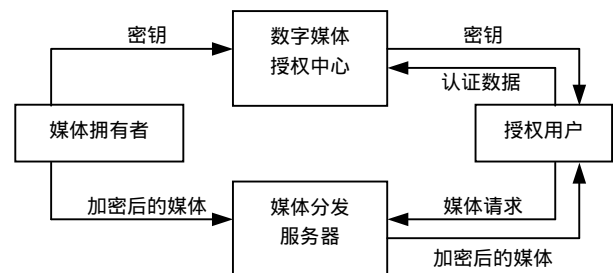 密钥
数字媒体
授权中心
密钥
认证数据
媒体拥有者
授权用户
加密后的媒体
媒体分发
服务器
媒体请求
加密后的媒体